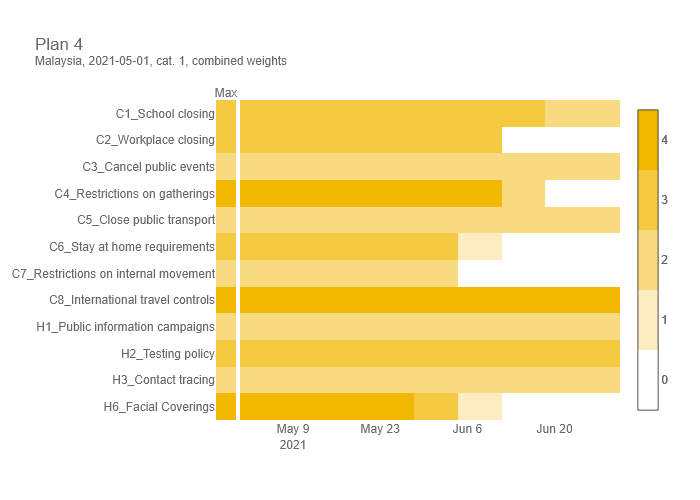 Plan 4
Malaysia, 2021-05-01, cat. 1, combined weights
Max
C1_School closing
C2_Workplace closing
C3_Cancel public events
C4_Restrictions on gatherings
C5_Close public transport
C6_Stay at home requirements
C7_Restrictions on internal movement
C8_International travel controls
H1_Public information campaigns
H2_Testing policy
H3_Contact tracing
H6_Facial Coverings
May 9
2021
May 23
Jun 6
Jun 20
4
3
2
1
0